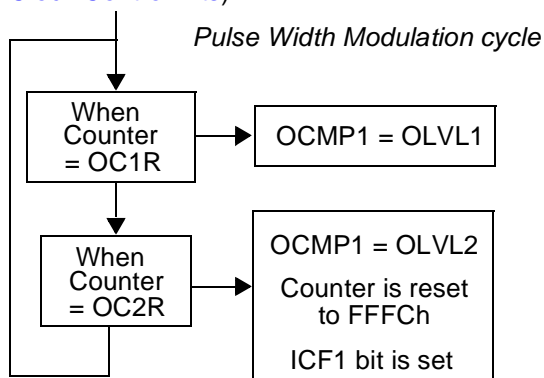 Pulse Width Modulation cycle
When
Counter
= OC1R
OCMP1 = OLVL1
When
Counter
= OC2R
OCMP1 = OLVL2
Counter is reset
to FFFCh
ICF1 bit is set